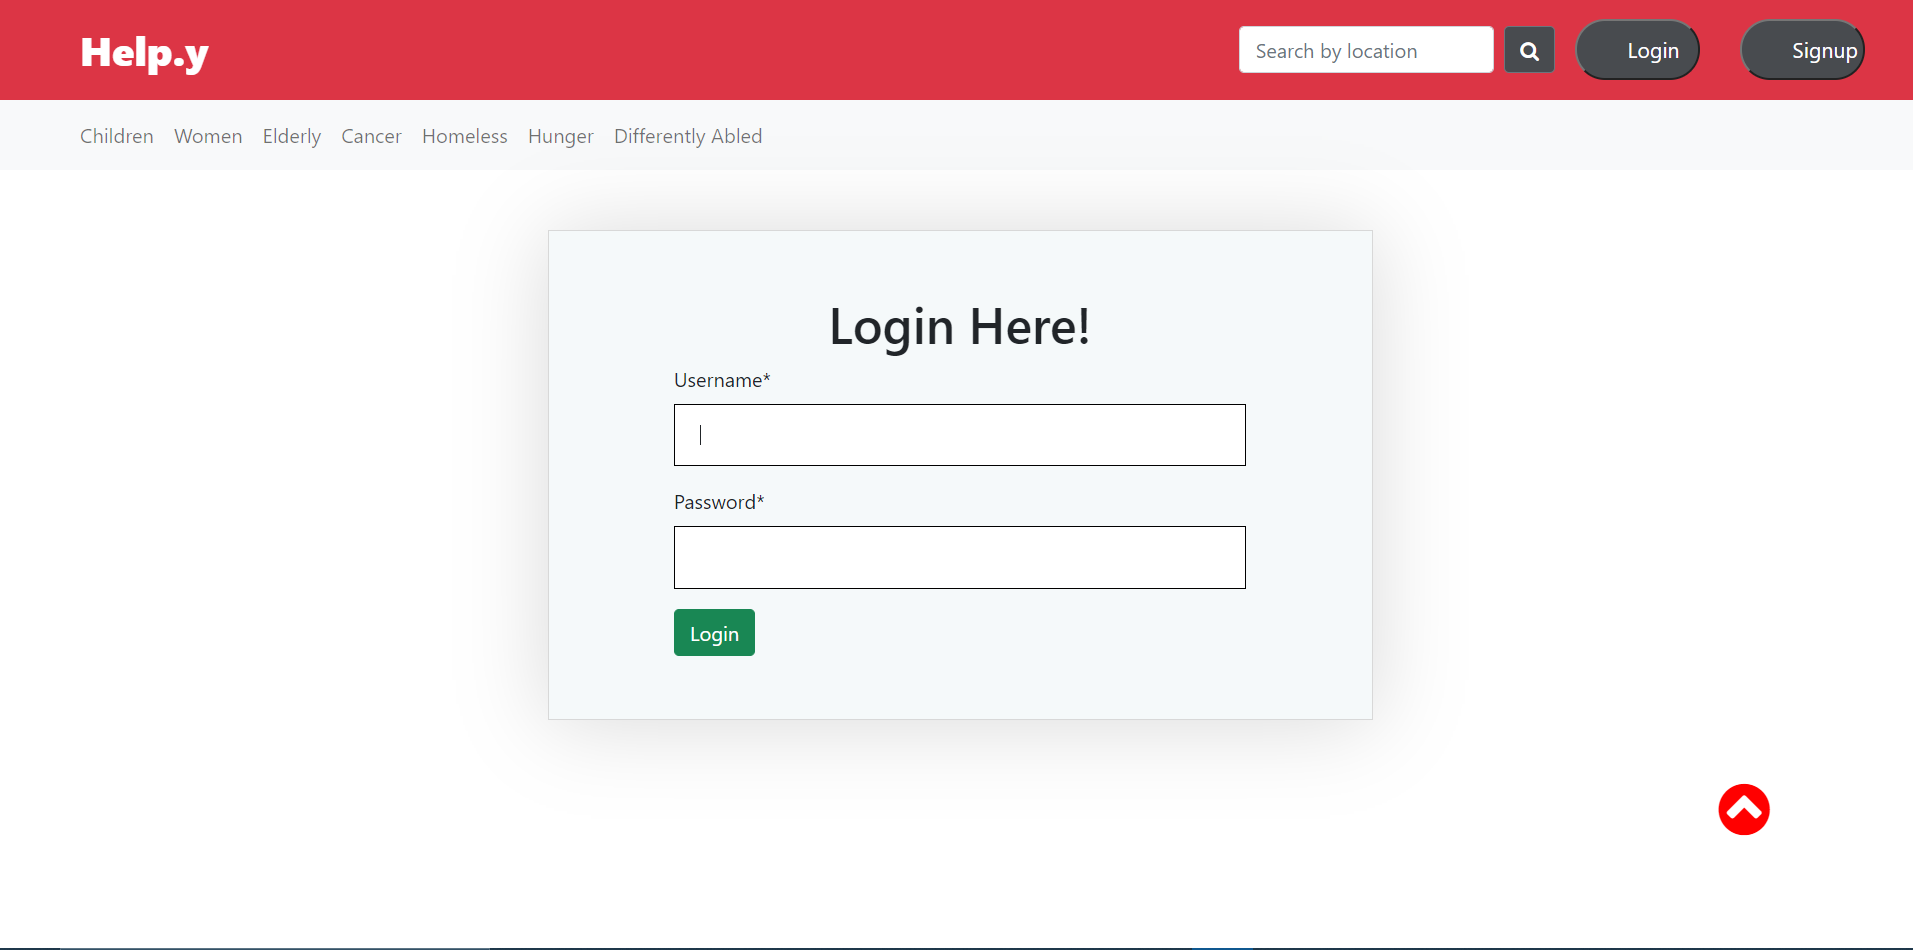 Help.y
Search by location
Login
Signup
Children Women Elderly Cancer Homeless Hunger Differently Abled
Login Here!
Username*
Password*
Login